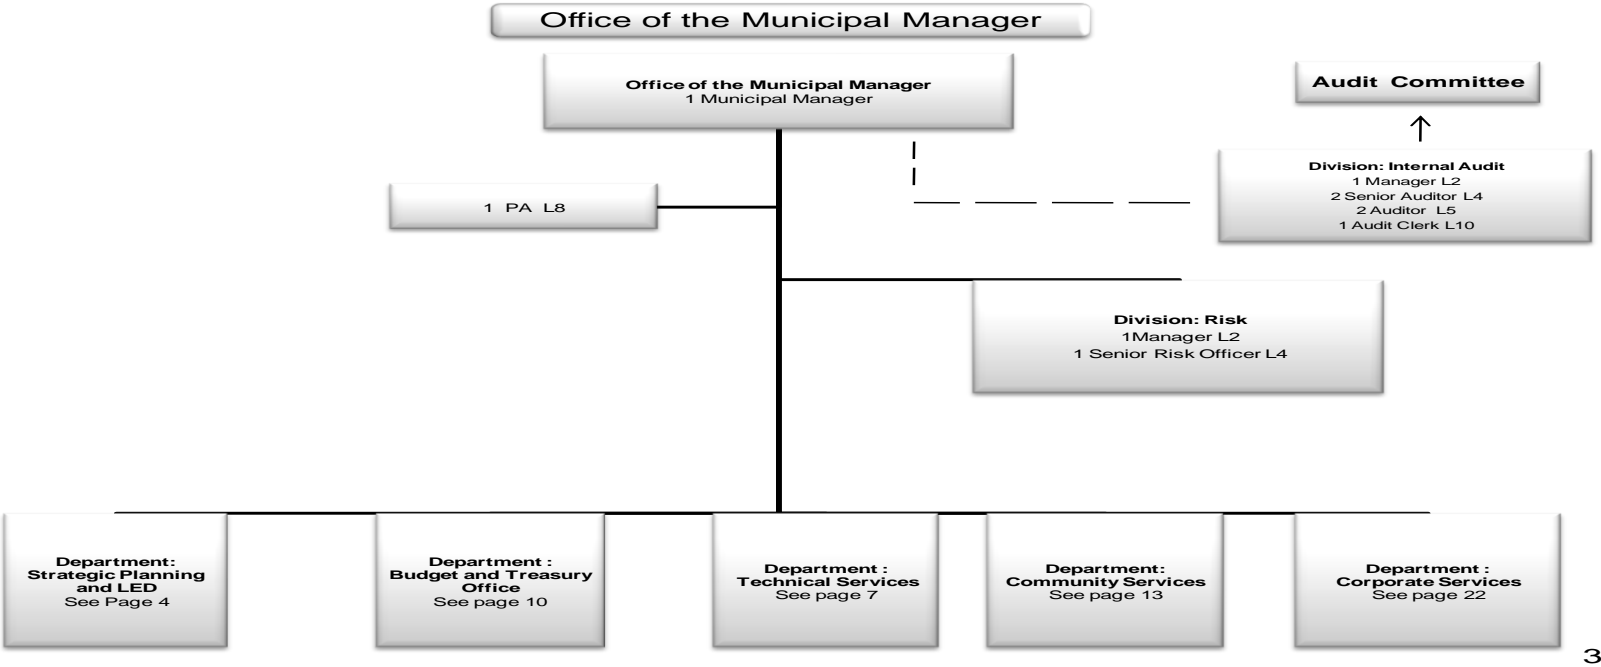 Office of the Municipal Manager
Office of the Municipal Manager
1 Municipal Manager
Audit Committee
Division: Internal Audit
1 Manager L2
2 Senior Auditor L4
2 Auditor L5
1 Audit Clerk L10
1 PA L8
Division: Risk
1Manager L2
1 Senior Risk Officer L4
Department:
Strategic Planning
and LED
See Page 4
Department :
Budget and Treasury
Office
See page 10
Department :
Technical Services
See page 7
Department:
Community Services
See page 13
Department :
Corporate Services
See page 22
3